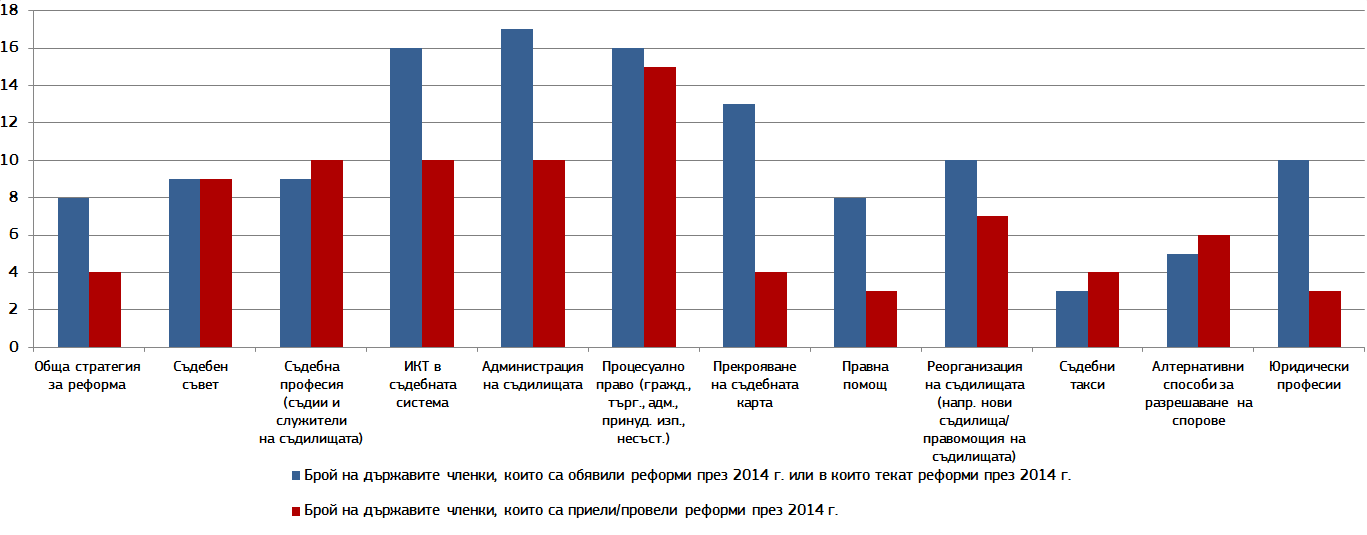 18
16
14
12
10
8
6
4
2
0
Обща стратегия
за реформа
Съдебен
съвет
Съдебна
професия
(съдии и
служители
на съдилищата)
ИКТ в
съдебната
система
Администрация
на съдилищата
Процесуално
право (гражд.,
търг., адм.,
принуд. изп.,
несъст.)
Прекрояване
на съдебната
карта
Правна
помощ
Реорганизация
на съдилищата
(напр. нови
съдилища/
правомощия на
съдилищата)
Съдебни
такси
Алтернативни
способи за
разрешаване на
спорове
Юридически
професии
Брой на държавите членки, които са обявили реформи през 2014 г. или в които текат реформи през 2014 г.
Брой на държавите членки, които са приели/провели реформи през 2014 г.